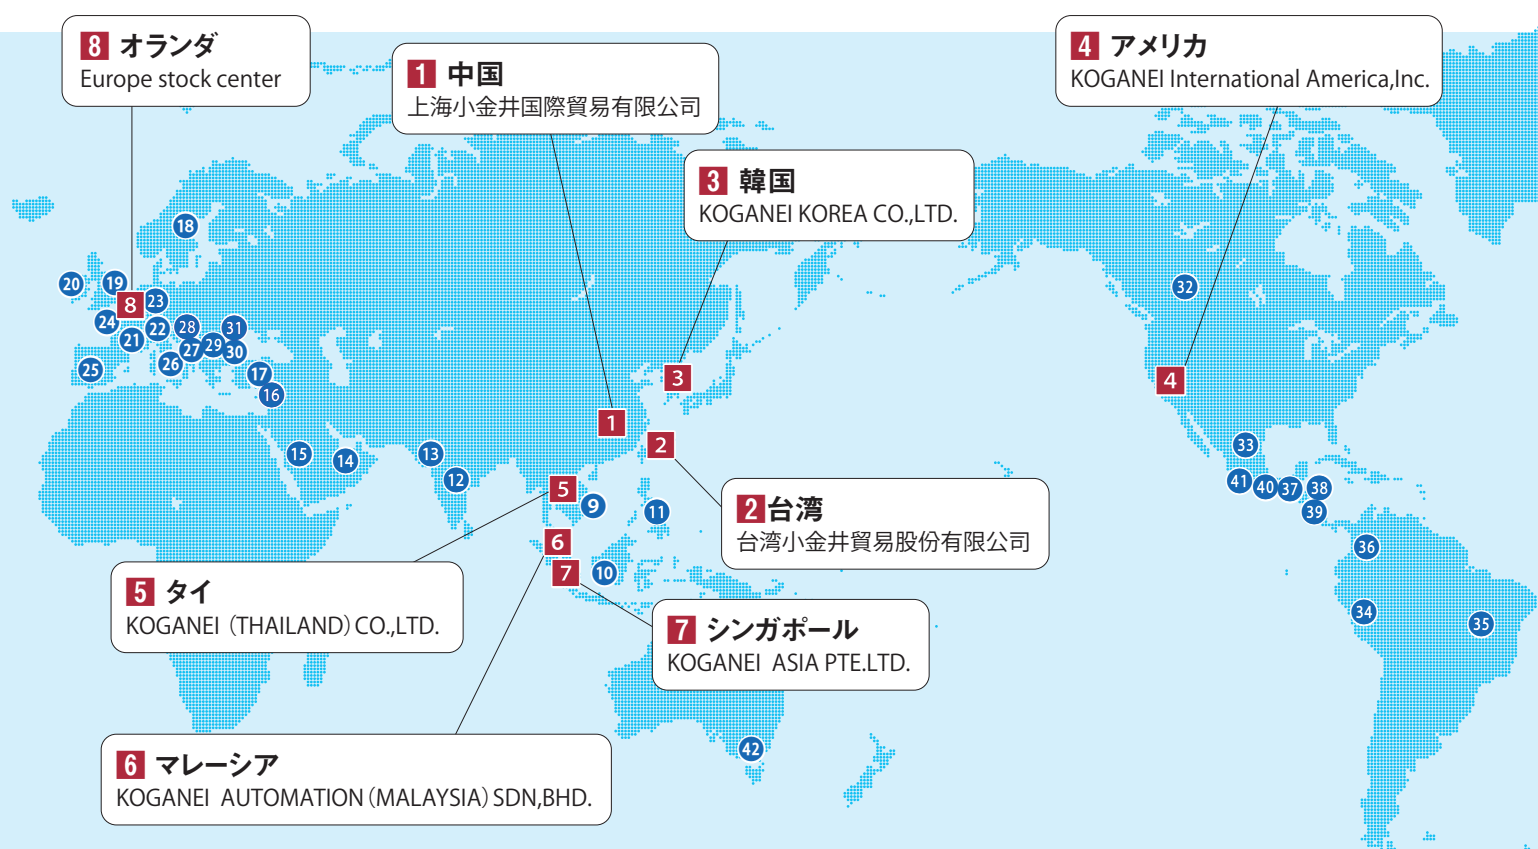 8 オランダ
Europe stock center
1 中国
上海小金井国際貿易有限公司
4 アメリカ
KOGANEI International America,Inc.
3 韓国
KOGANEI KOREA CO.,LTD.
18
20
19
8
23
32
24
22
28
31
21
27
29
30
26
25
17
16
3
4
1
2
15
14
13
12
33
5
9
11
41
40
37
38
39
2 台湾
台湾小金井貿易股份有限公司
6
7
10
36
5 タイ
KOGANEI (THAILAND) CO.,LTD.
7 シンガポール
KOGANEI ASIA PTE.LTD.
34
35
6 マレーシア
KOGANEI AUTOMATION (MALAYSIA) SDN,BHD.
42